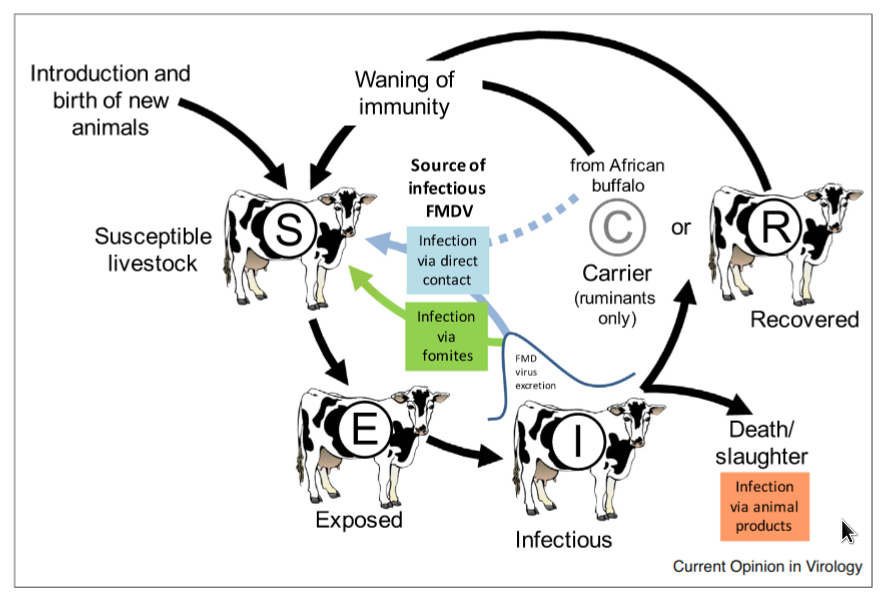 Introduction and
birth of new
animals
Waning of
immunity
Source of
infectious
FMDV
from African
buffalo
Susceptible
livestock
S
Infection
via direct
contact
C
or
R
Carrier
(ruminants
only)
Recovered
Infection
via
fomites
FMD
virus
excretion
E
Exposed
I
Infectious
Death/
slaughter
Infection
via animal
products
Current Opinion in Virology